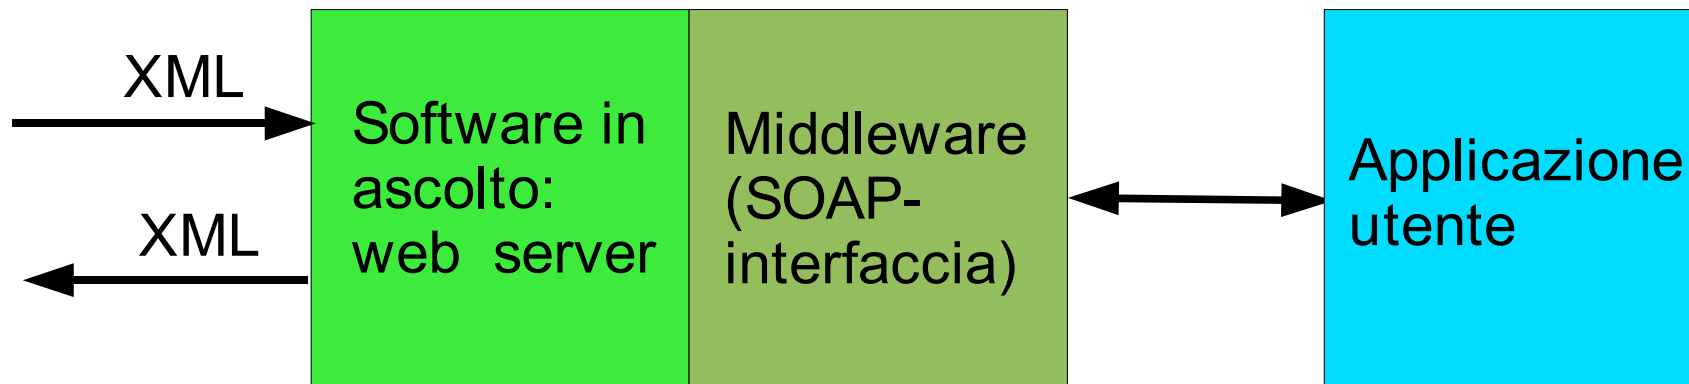 XML
XML
Software in
ascolto:
web server
Middleware
(SOAP-
interfaccia)
Applicazione
utente